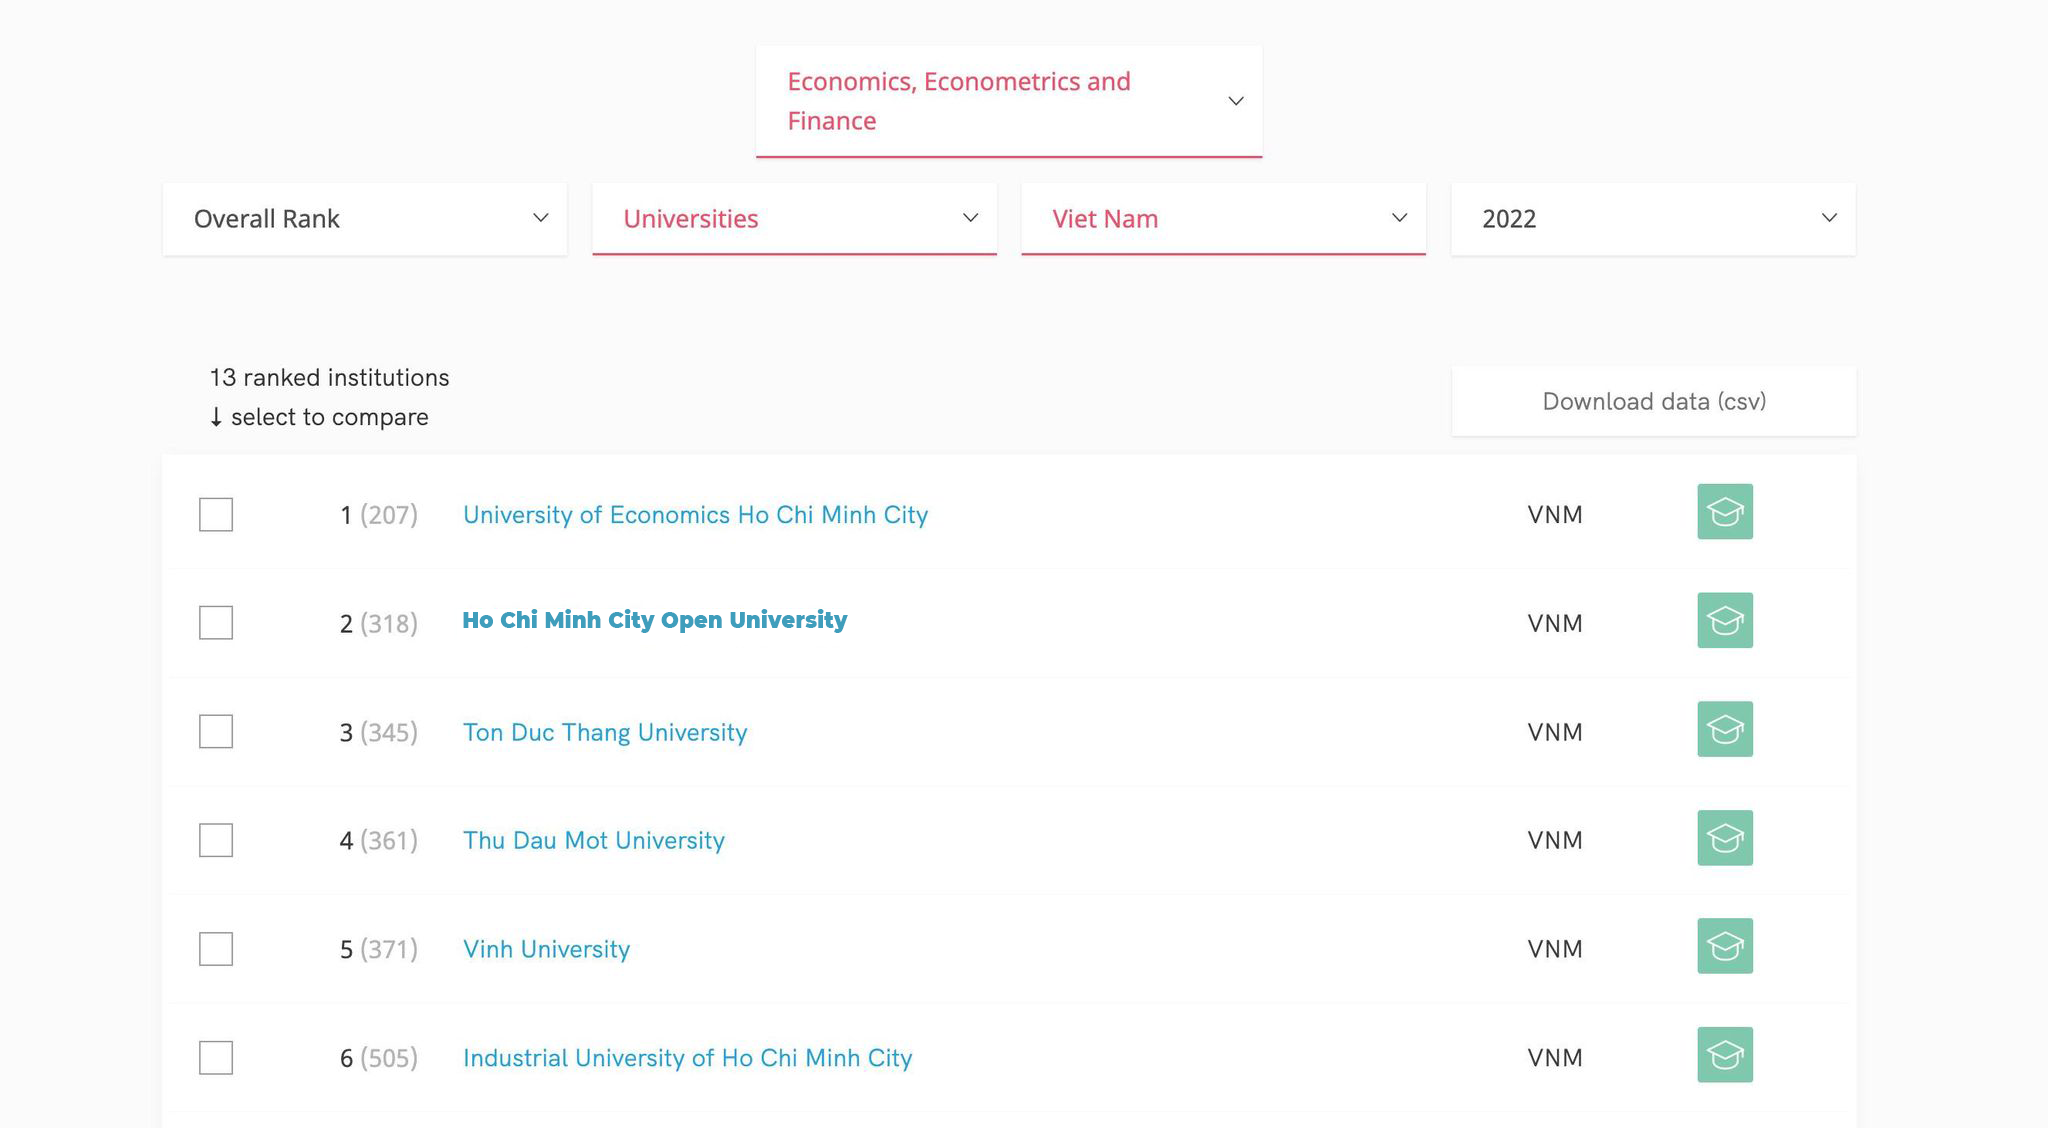 Economics, Econometrics and
Finance
Overall Rank
Universities
Viet Nam
2022
13 ranked institutions
↓ select to compare
Download data (csv)
1 (207) University of Economics Ho Chi Minh City VNM
2 (318) Ho Chi Minh City Open University VNM
3 (345) Ton Duc Thang University VNM
4 (361) Thu Dau Mot University VNM
5 (371) Vinh University VNM
6 (505) Industrial University of Ho Chi Minh City VNM